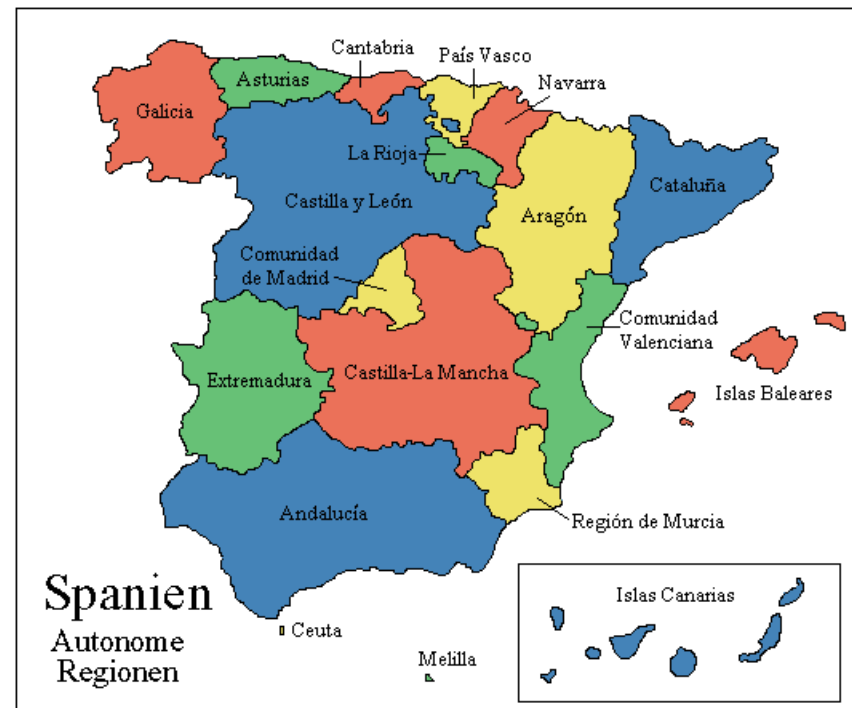 Cantabria
País Vasco
Asturias
Navarra
Galicia
La Rioja
Cataluña
Castilla y León
Aragón
Comunidad
de Madrid
Comunidad
Valenciana
Extremadura
Castilla-La Mancha
Islas Baleares
Andalucía
Región de Murcia
Spanien
Autonome
Regionen
Islas Canarias
Ceuta
Melilla